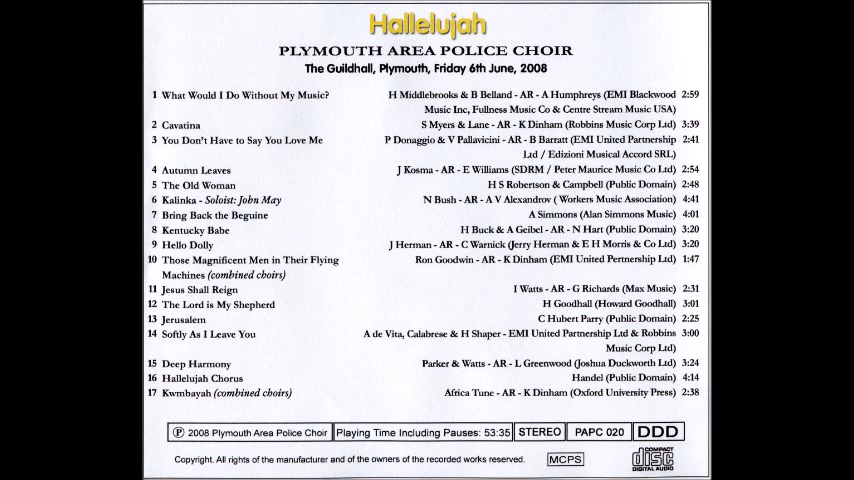 Hallelujah
PLYMOUTH AREA POLICE CHOIR
The Guildhall, Plymouth, Friday 6th June, 2008
1 What Would I Do Without My Music? H Middlebrooks & B Belland - AR - A Humphreys (EMI Blackwood 2:59
Music Inc, Fullness Music Co & Centre Stream Music USA)
2 Cavatina S Myers & Lane - AR - K Dinham (Robbins Music Corp Ltd) 3:39
3 You Don't Have to Say You Love Me P Donaggio & V Pallavicini - AR - B Barratt (EMI United Partnership 2:41
Ltd / Edizioni Musical Accord SRL)
4 Autumn Leaves J Kosma - AR - E Williams (SDRM / Peter Maurice Music Co Ltd) 2:54
5 The Old Woman H S Robertson & Campbell (Public Domain) 2:48
6 Kalinka - Soloist: John May N Bush - AR - A V Alexandrov ( Workers Music Association) 4:41
7 Bring Back the Beguine A Simmons (Alan Simmons Music) 4:01
8 Kentucky Babe H Buck & A Geibel - AR - N Hart (Public Domain) 3:20
9 Hello Dolly J Herman - AR - C Warnick (Jerry Herman & E H Morris & Co Ltd) 3:20
10 Those Magnificent Men in Their Flying Ron Goodwin - AR - K Dinham (EMI United Pertnership Ltd) 1:47
Machines (combined choirs)
11 Jesus Shall Reign I Watts - AR - G Richards (Max Music) 2:31
12 The Lord is My Shepherd H Goodhall (Howard Goodhall) 3:01
13 Jerusalem C Hubert Parry (Public Domain) 2:25
14 Softly As I Leave You A de Vita, Calabrese & H Shaper - EMI United Partnership Ltd & Robbins 3:00
Music Corp Ltd)
15 Deep Harmony Parker & Watts - AR - L Greenwood (Joshua Duckworth Ltd) 3:24
16 Hallelujah Chorus Handel (Public Domain) 4:14
17 Kwmbayah (combined choirs) Africa Tune - AR - K Dinham (Oxford University Press) 2:38
℗ 2008 Plymouth Area Police Choir Playing Time Including Pauses: 53:35 STEREO PAPC 020 DDD
Copyright. All rights of the manufacturer and of the owners of the recorded works reserved. MCPS COMPACT disc DIGITAL AUDIO